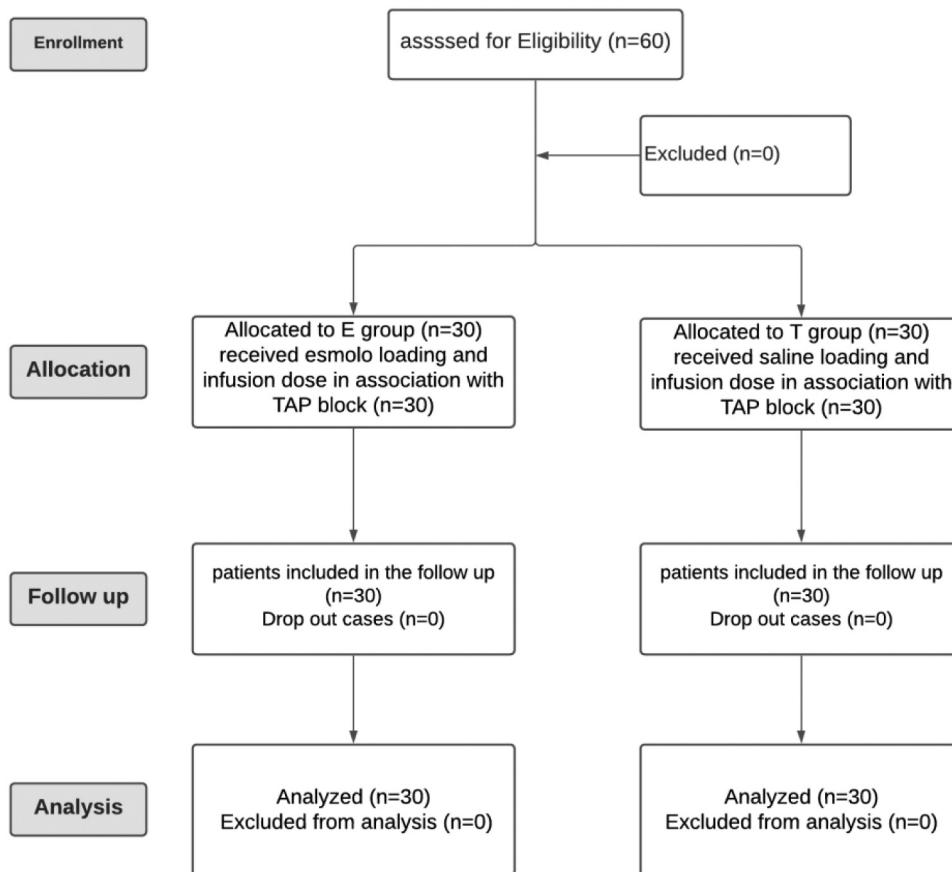 Enrollment
assssed for Eligibility (n=60)
Excluded (n=0)
Allocation
Allocated to E group (n=30)
received esmolo loading and
infusion dose in association with
TAP block (n=30)
Allocated to T group (n=30)
received saline loading and
infusion dose in association with
TAP block (n=30)
Follow up
patients included in the follow up
(n=30)
Drop out cases (n=0)
patients included in the follow up
(n=30)
Drop out cases (n=0)
Analysis
Analyzed (n=30)
Excluded from analysis (n=0)
Analyzed (n=30)
Excluded from analysis (n=0)